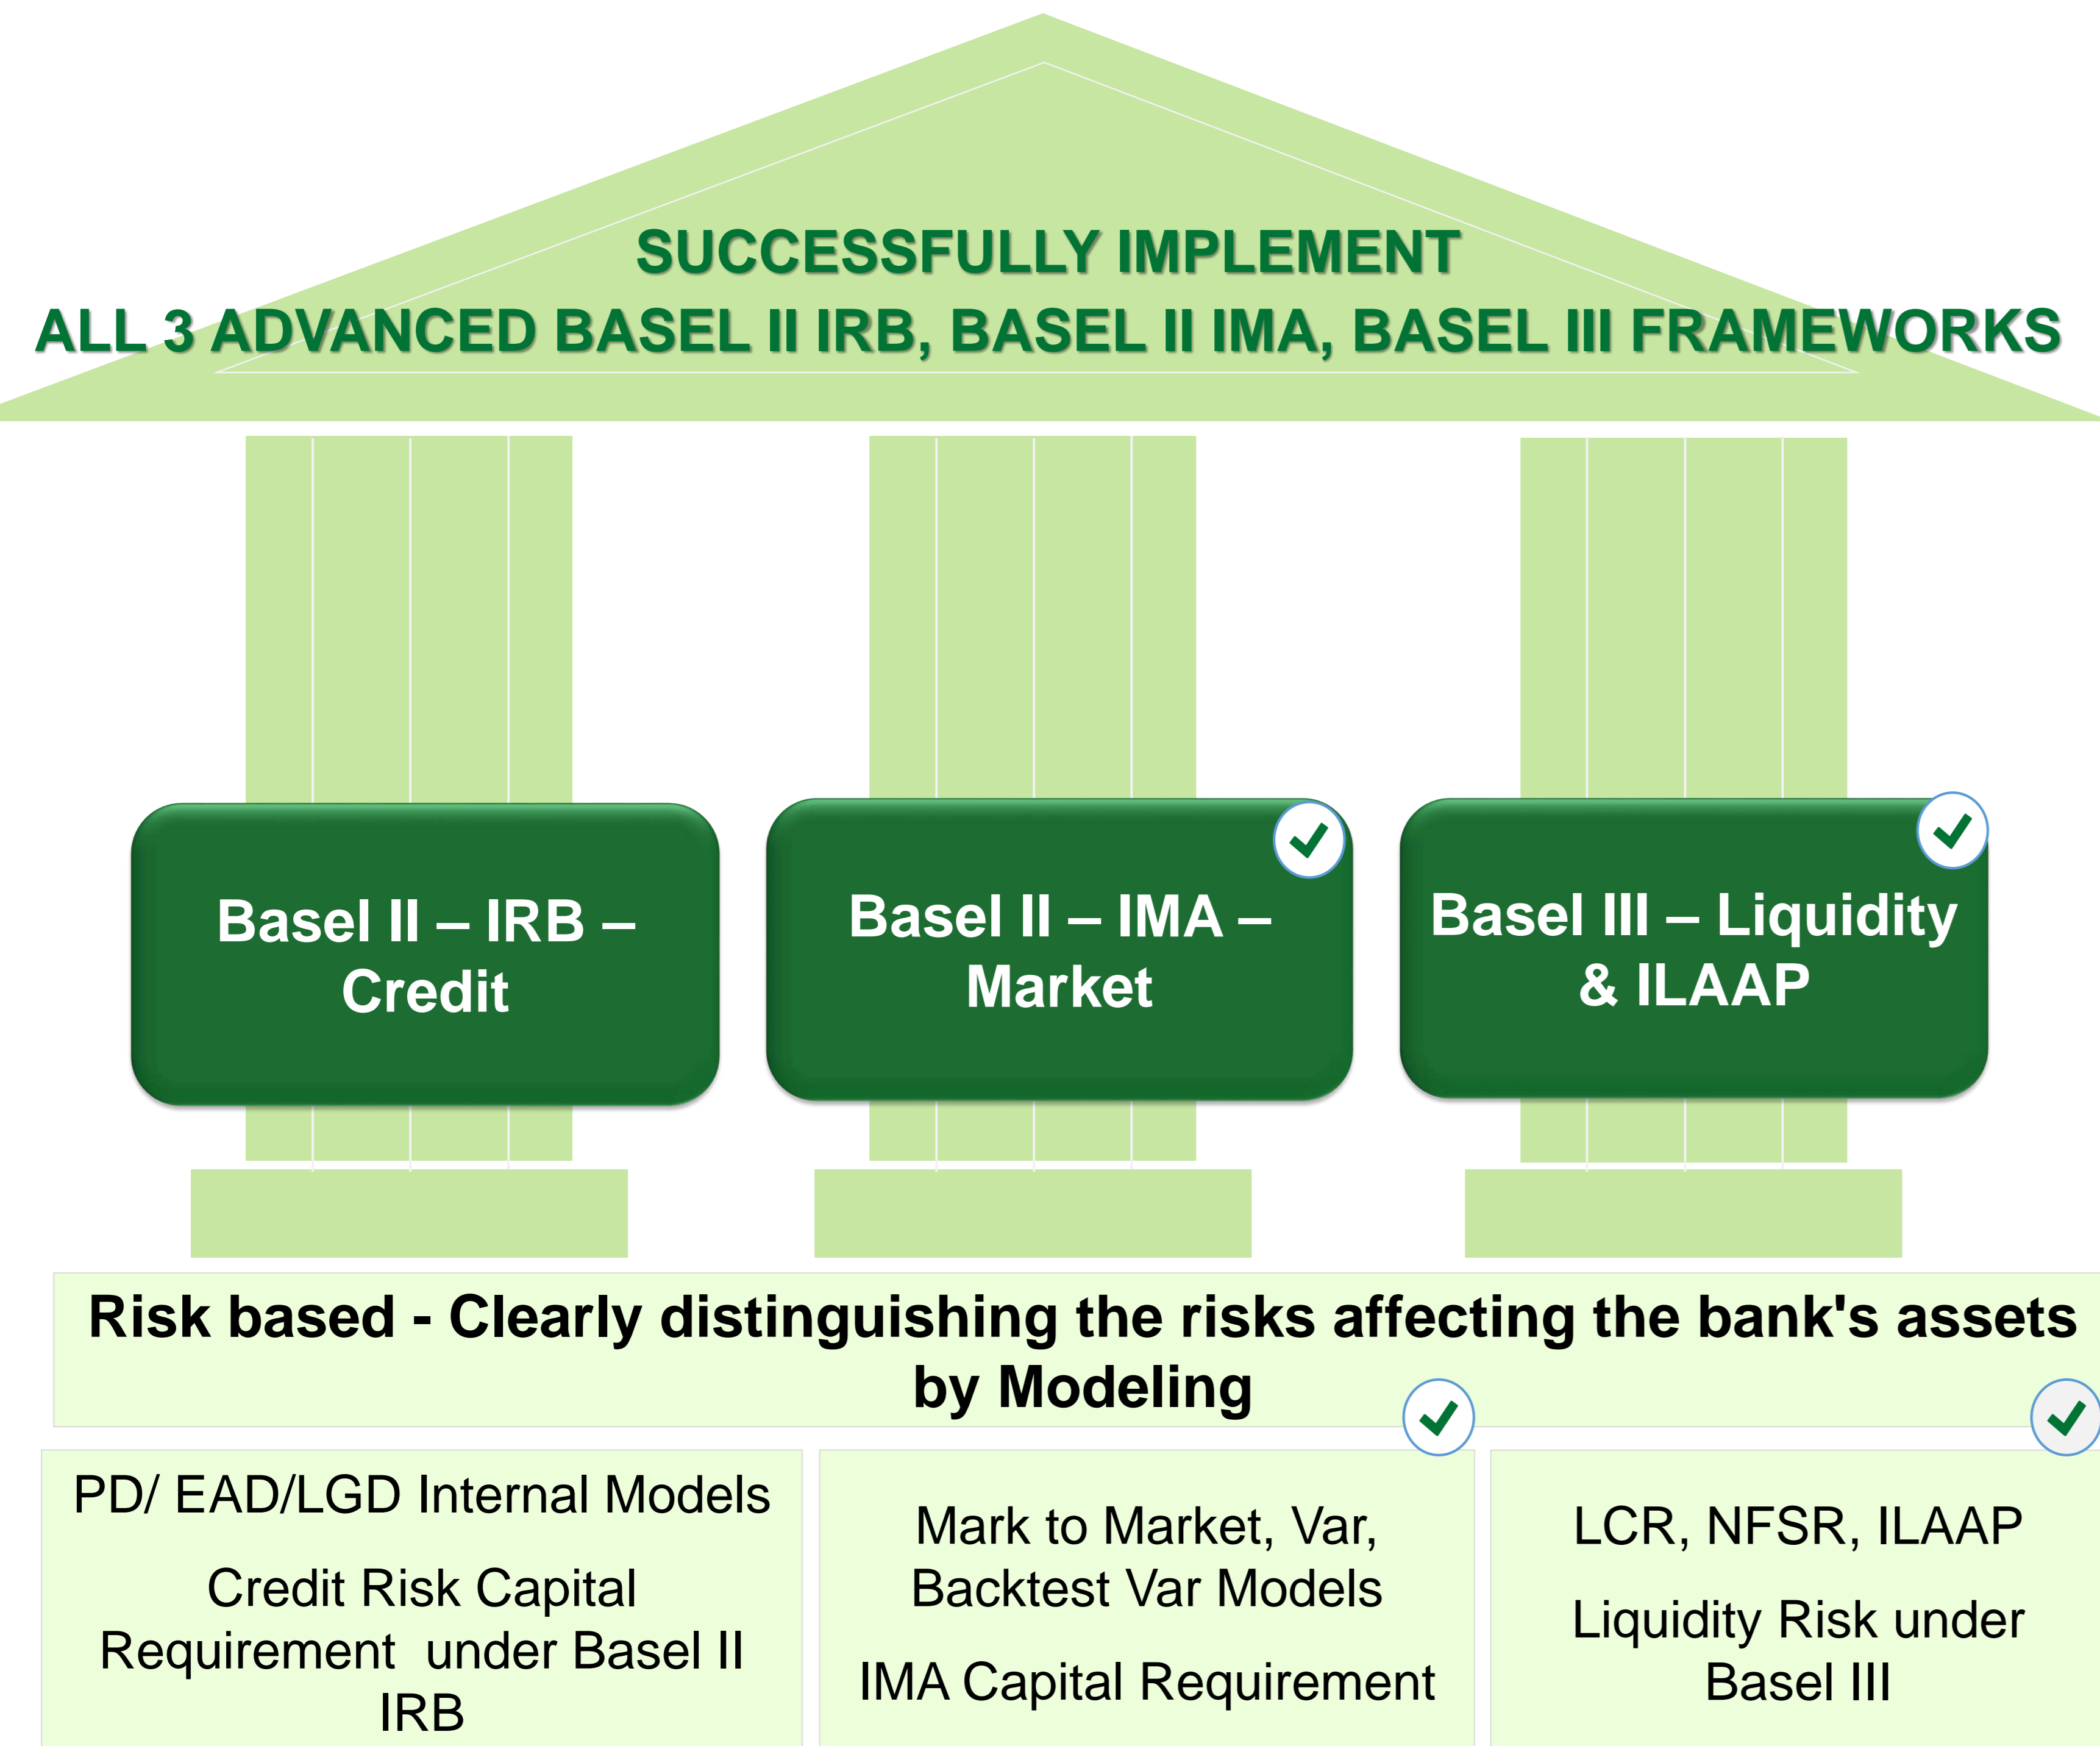 SUCCESSFULLY IMPLEMENT
ALL 3 ADVANCED BASEL II IRB, BASEL II IMA, BASEL III FRAMEWORKS
Basel II – IRB –
Credit
Basel II – IMA –
Market
Basel III – Liquidity
& ILAAP
Risk based - Clearly distinguishing the risks affecting the bank's assets
by Modeling
PD/ EAD/LGD Internal Models
Credit Risk Capital
Requirement under Basel II
IRB
Mark to Market, Var,
Backtest Var Models
IMA Capital Requirement
LCR, NFSR, ILAAP
Liquidity Risk under
Basel III